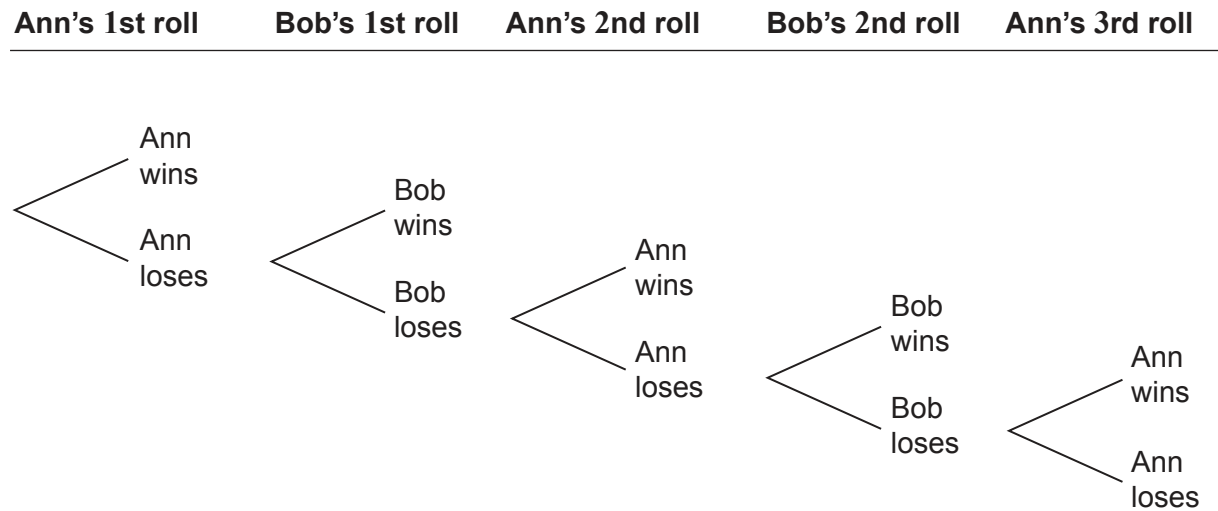 Ann’s 1st roll Bob’s 1st roll Ann’s 2nd roll Bob’s 2nd roll Ann’s 3rd roll
Ann
wins
Ann
loses
Bob
wins
Bob
loses
Ann
wins
Ann
loses
Bob
wins
Bob
loses
Ann
wins
Ann
loses